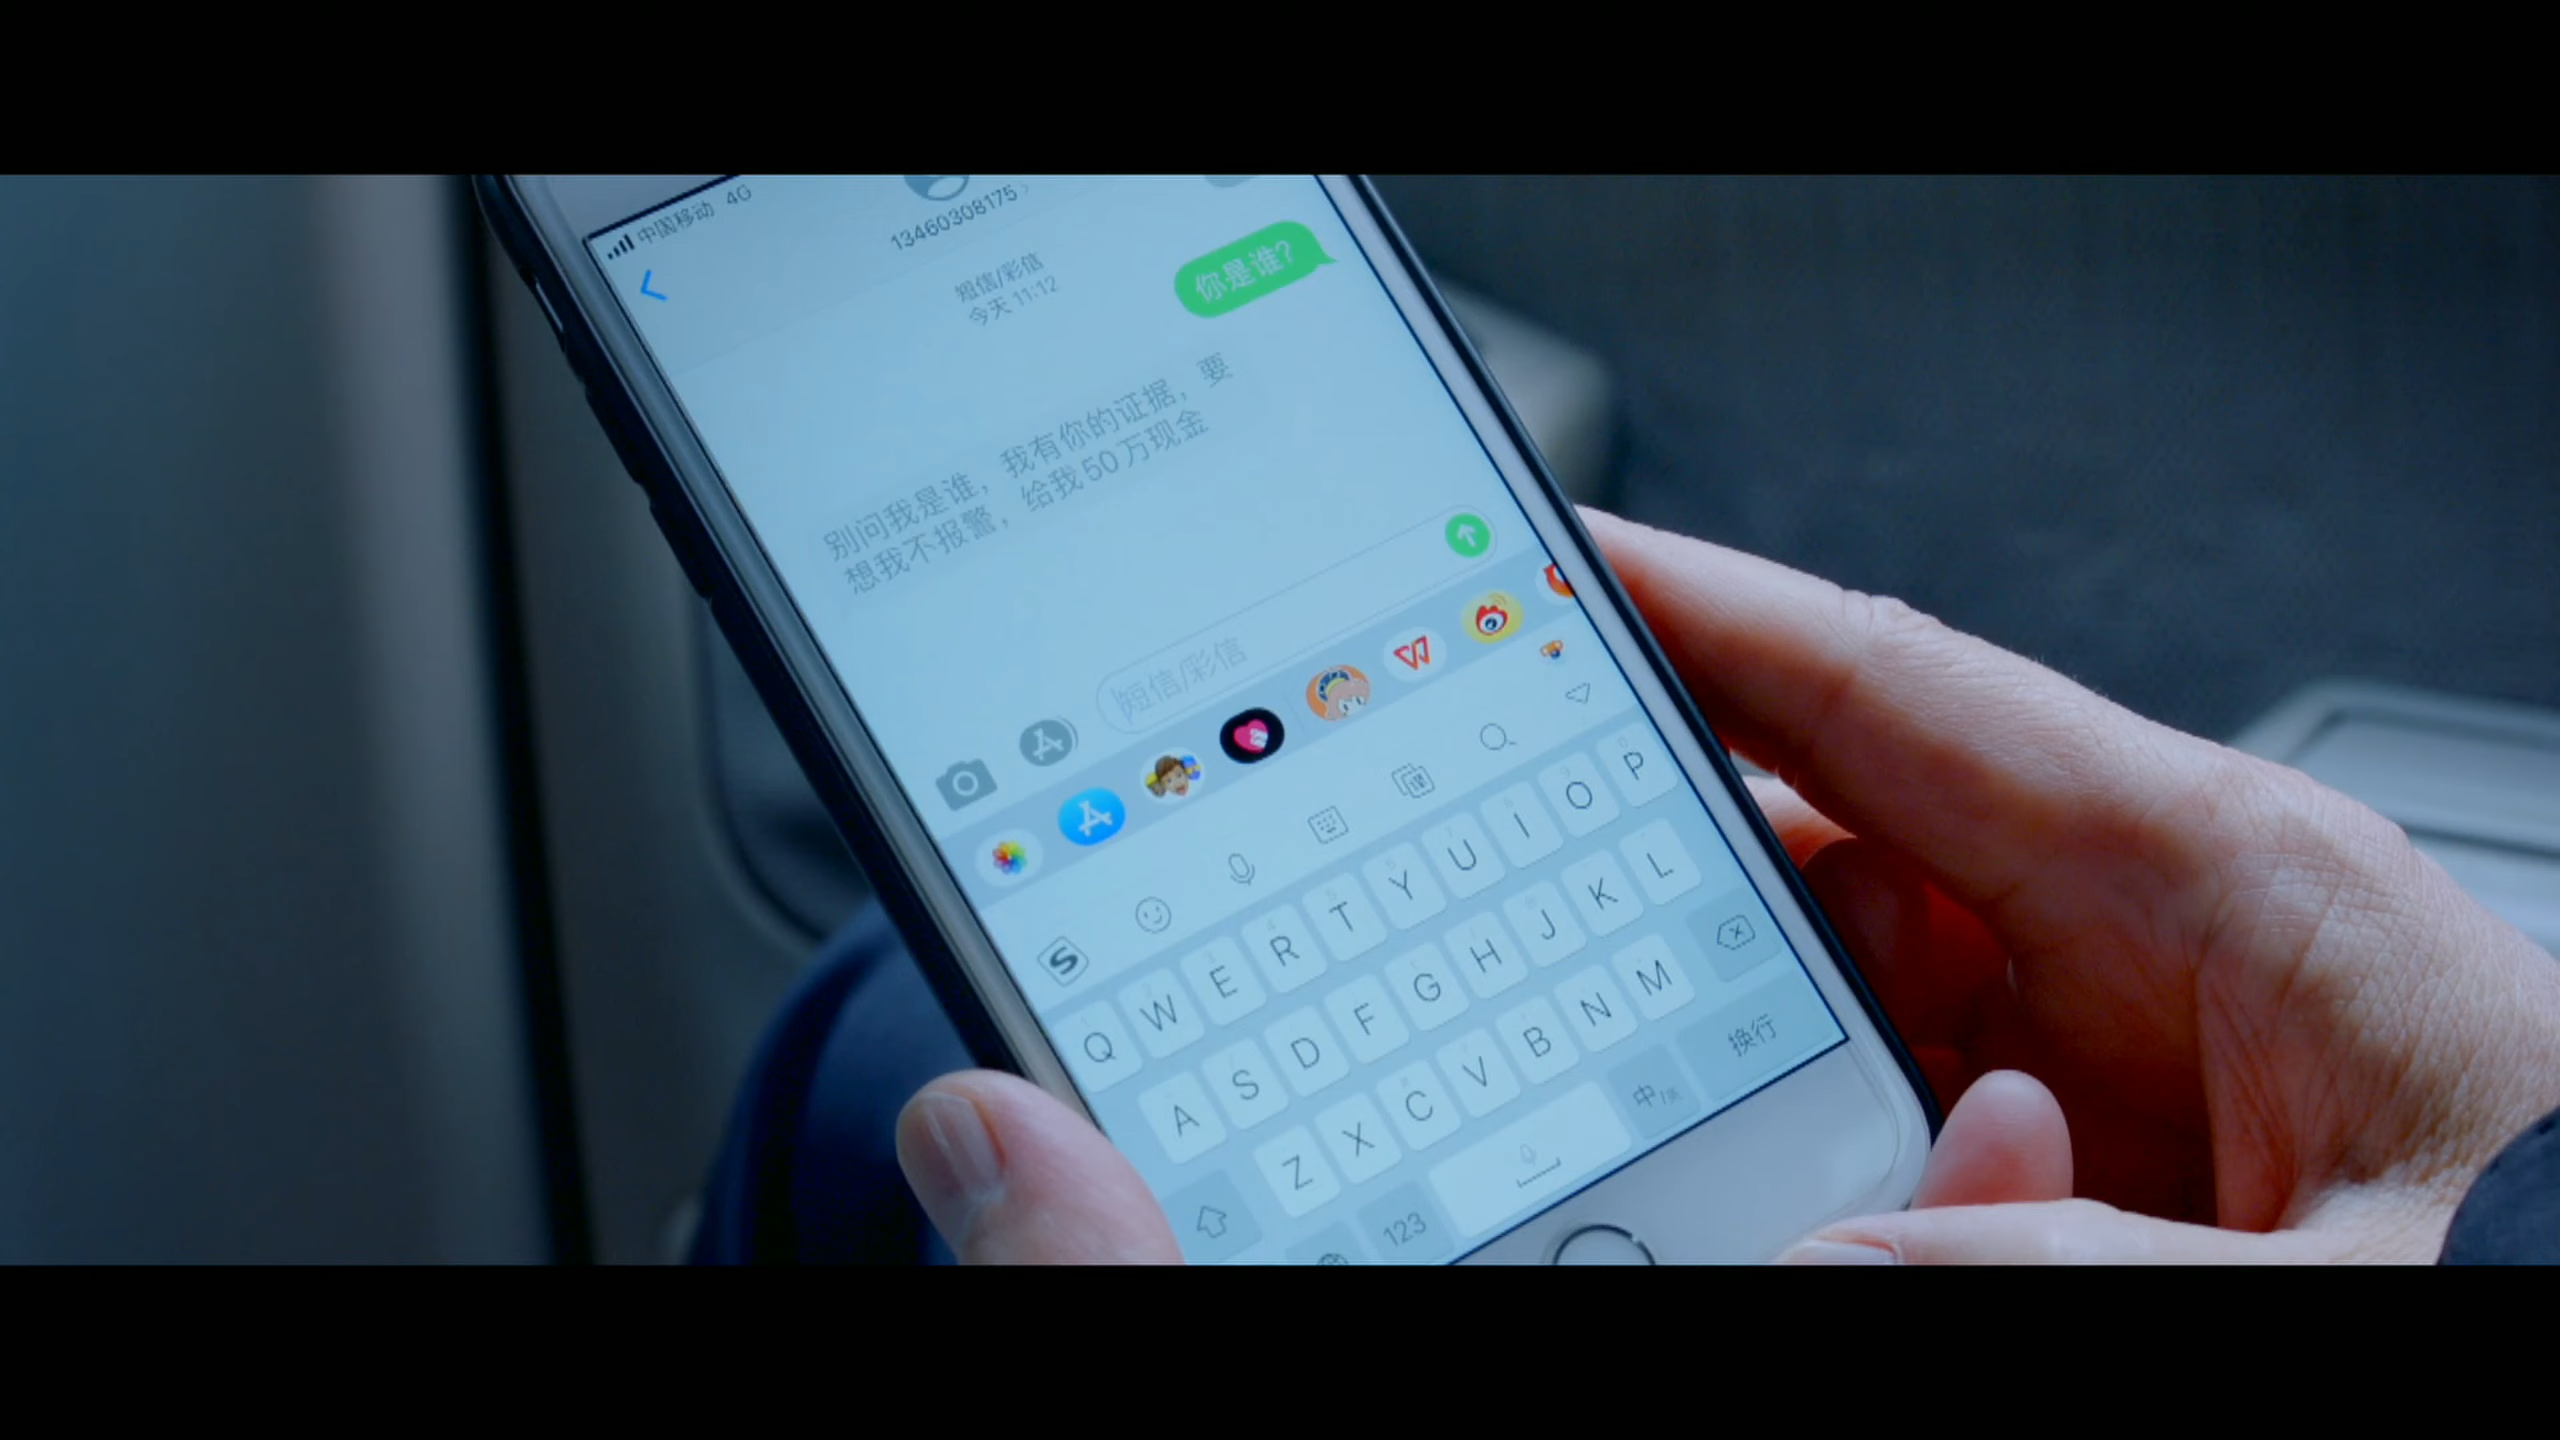 中国移动 4G
13460308175
短信/彩信
今天 11:12
你是谁?
别问我是谁，我有你的证据，要
想我不报警，给我50万现金
短信/彩信
Q W E R T Y U I O P
A S D F G H J K L
Z X C V B N M
123 中/英 换行